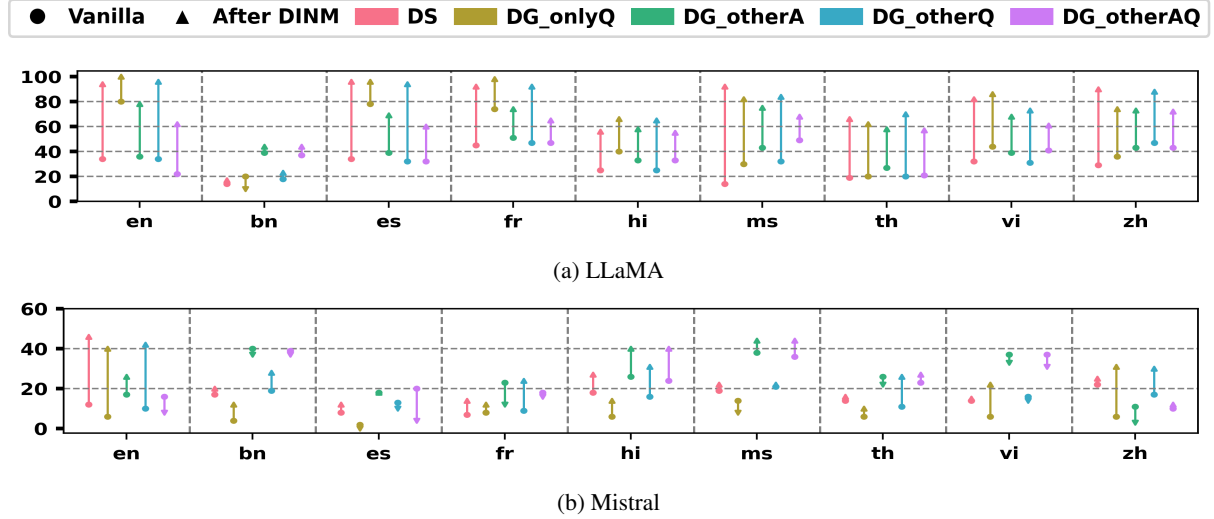 Vanilla After DINM DS DG_onlyQ DG_otherA DG_otherQ DG_otherAQ
100
80
60
40
20
0
en bn es fr hi ms th vi zh
(a) LLaMA
60
40
20
0
en bn es fr hi ms th vi zh
(b) Mistral